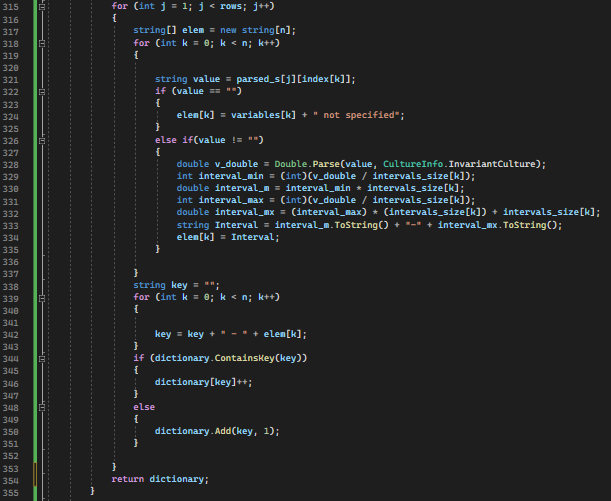 315 for (int j = 1; j < rows; j++)
316 {
317 string[] elem = new string[n];
318 for (int k = 0; k < n; k++)
319 {
320
321 string value = parsed_s[j][index[k]];
322 if (value == "")
323 {
324 elem[k] = variables[k] + " not specified";
325 }
326 else if(value != "")
327 {
328 double v_double = Double.Parse(value, CultureInfo.InvariantCulture);
329 int interval_min = (int)(v_double / intervals_size[k]);
330 double interval_m = interval_min * intervals_size[k];
331 int interval_max = (int)(v_double / intervals_size[k]);
332 double interval_mx = (interval_max) * (intervals_size[k]) + intervals_size[k];
333 string Interval = interval_m.ToString() + "-" + interval_mx.ToString();
334 elem[k] = Interval;
335 }
336
337 }
338 string key = "";
339 for (int k = 0; k < n; k++)
340 {
341
342 key = key + " - " + elem[k];
343 }
344 if (dictionary.ContainsKey(key))
345 {
346 dictionary[key]++;
347 }
348 else
349 {
350 dictionary.Add(key, 1);
351 }
352
353 }
354 return dictionary;
355 }